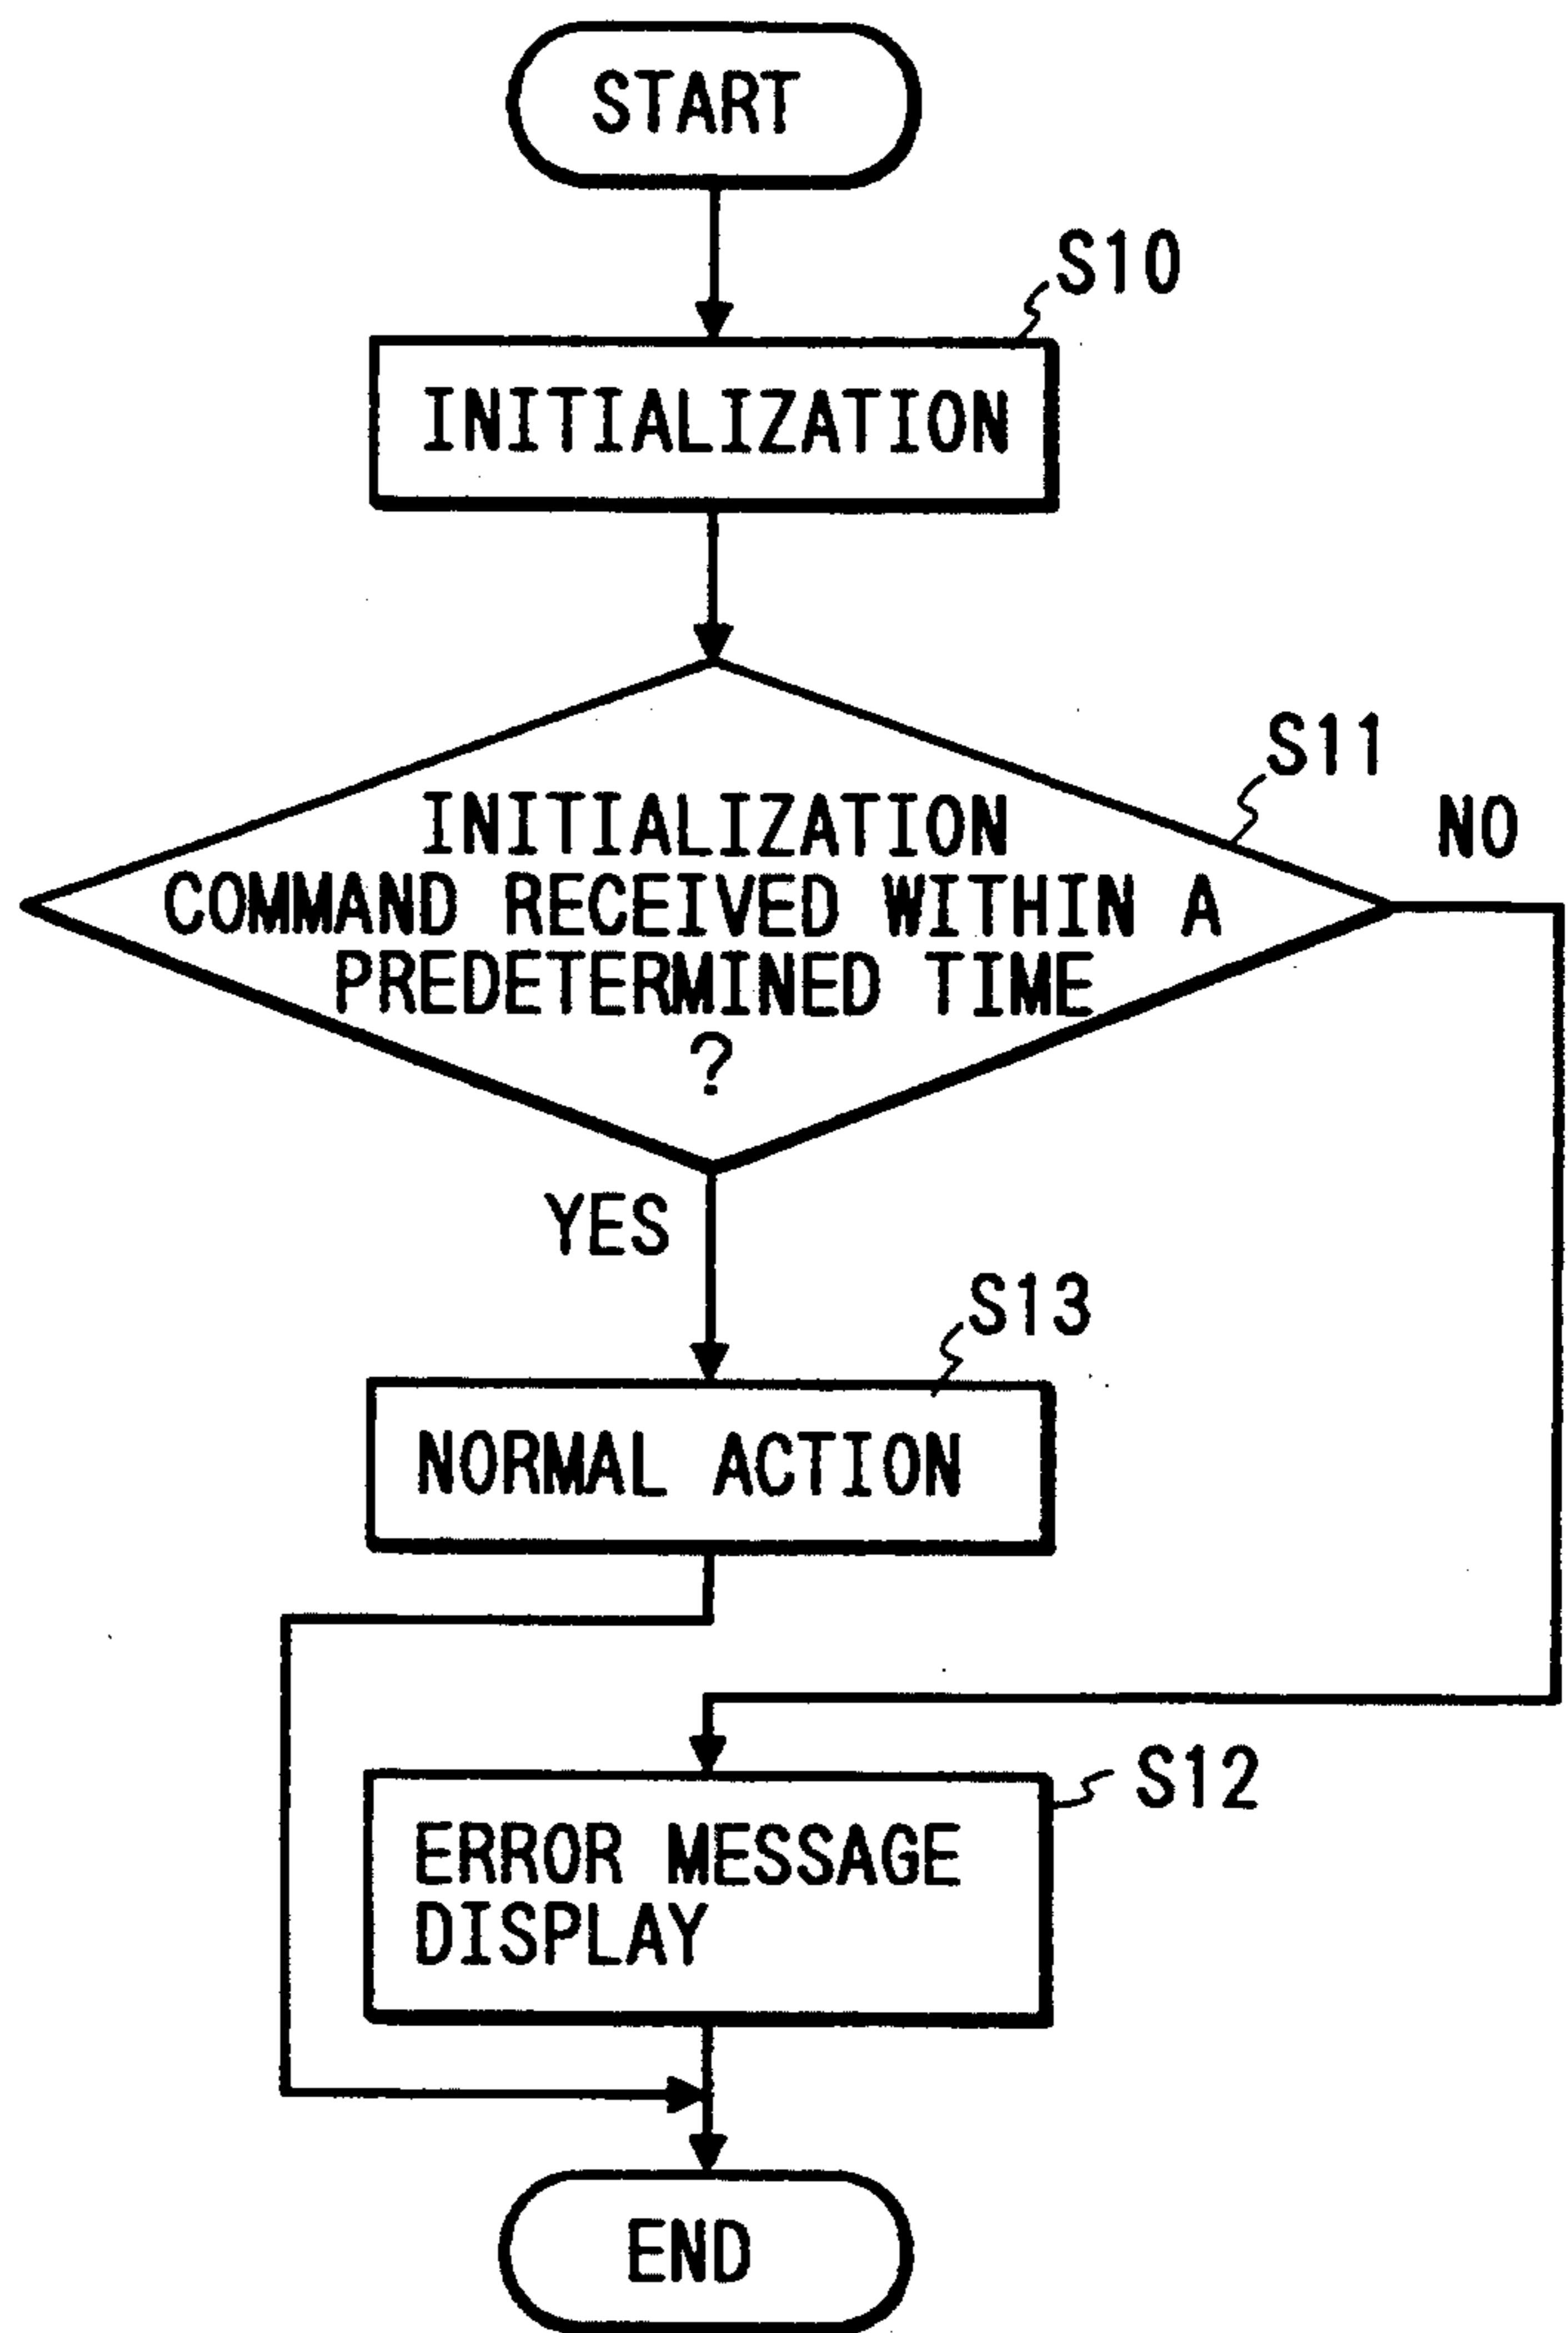 START
S10
INITIALIZATION
S11
NO
INITIALIZATION
COMMAND RECEIVED WITHIN A
PREDETERMINED TIME
?
YES
S13
NORMAL ACTION
S12
ERROR MESSAGE
DISPLAY
END